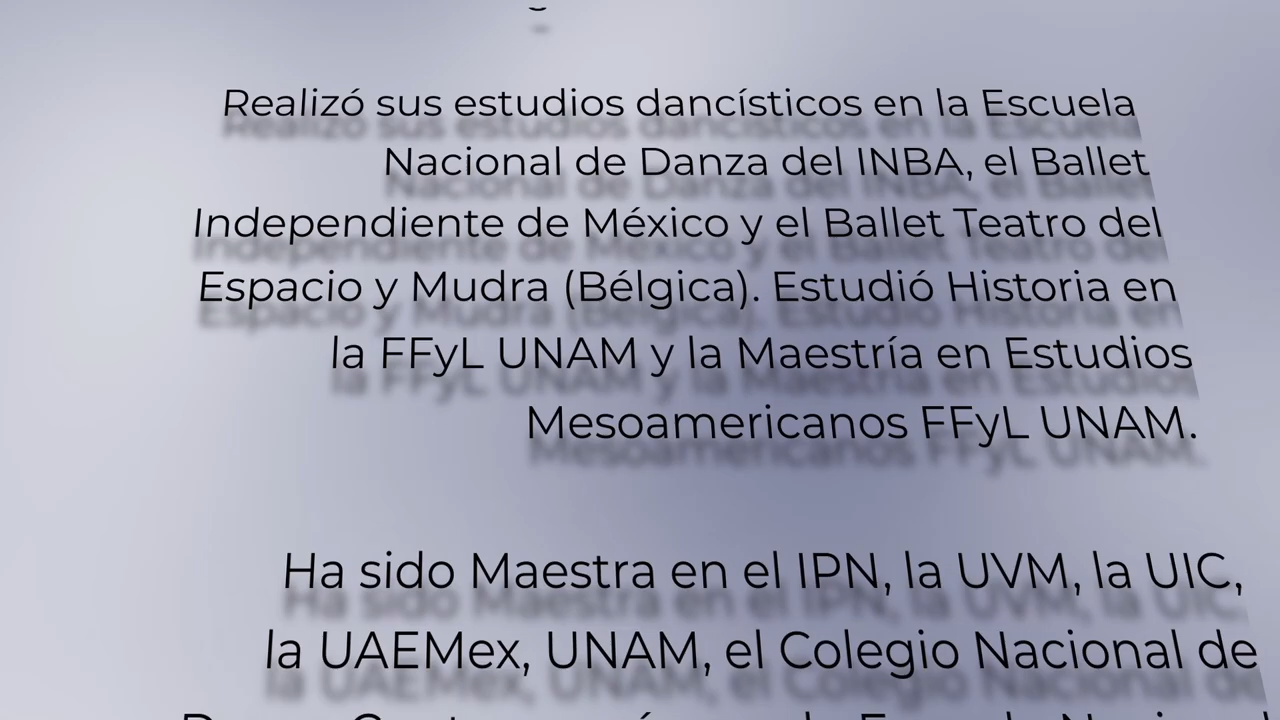 Realizó sus estudios dancísticos en la Escuela
Nacional de Danza del INBA, el Ballet
Independiente de México y el Ballet Teatro del
Espacio y Mudra (Bélgica). Estudió Historia en
la FFyL UNAM y la Maestría en Estudios
Mesoamericanos FFyL UNAM.
Ha sido Maestra en el IPN, la UVM, la UIC,
la UAEMex, UNAM, el Colegio Nacional de